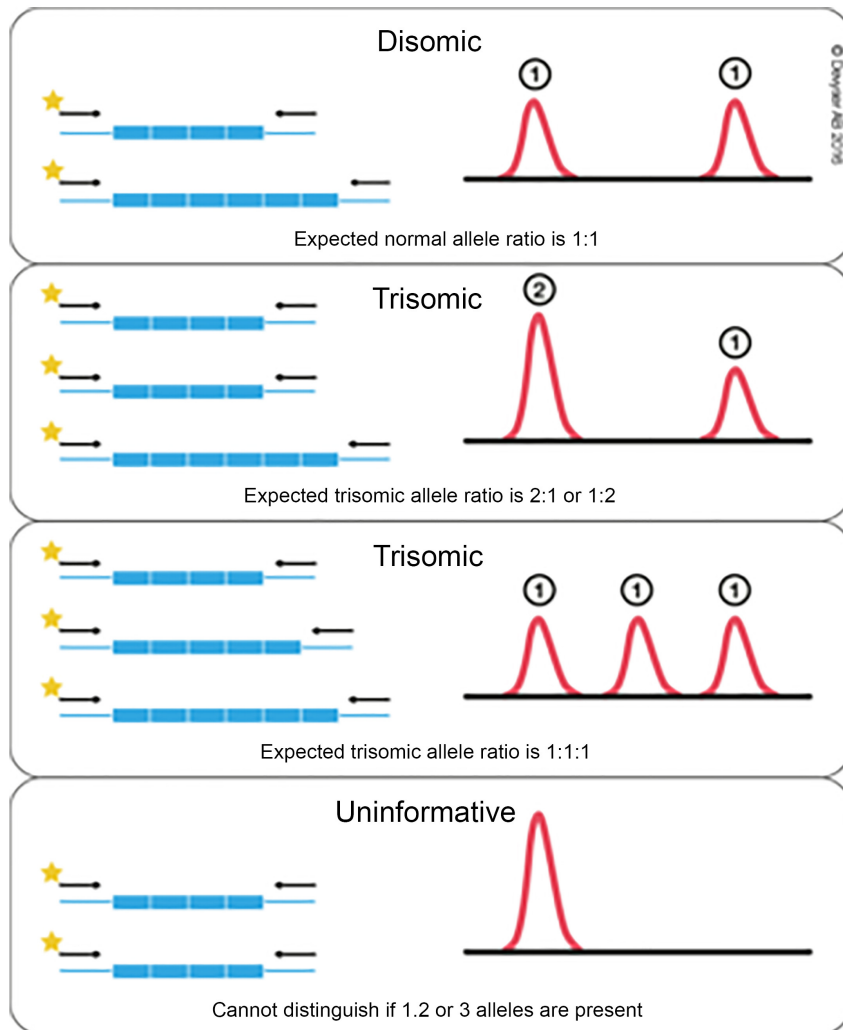 Disomic
1 1
© Devyser AB 2016
Expected normal allele ratio is 1:1
Trisomic
2
1
Expected trisomic allele ratio is 2:1 or 1:2
Trisomic
1 1 1
Expected trisomic allele ratio is 1:1:1
Uninformative
Cannot distinguish if 1.2 or 3 alleles are present